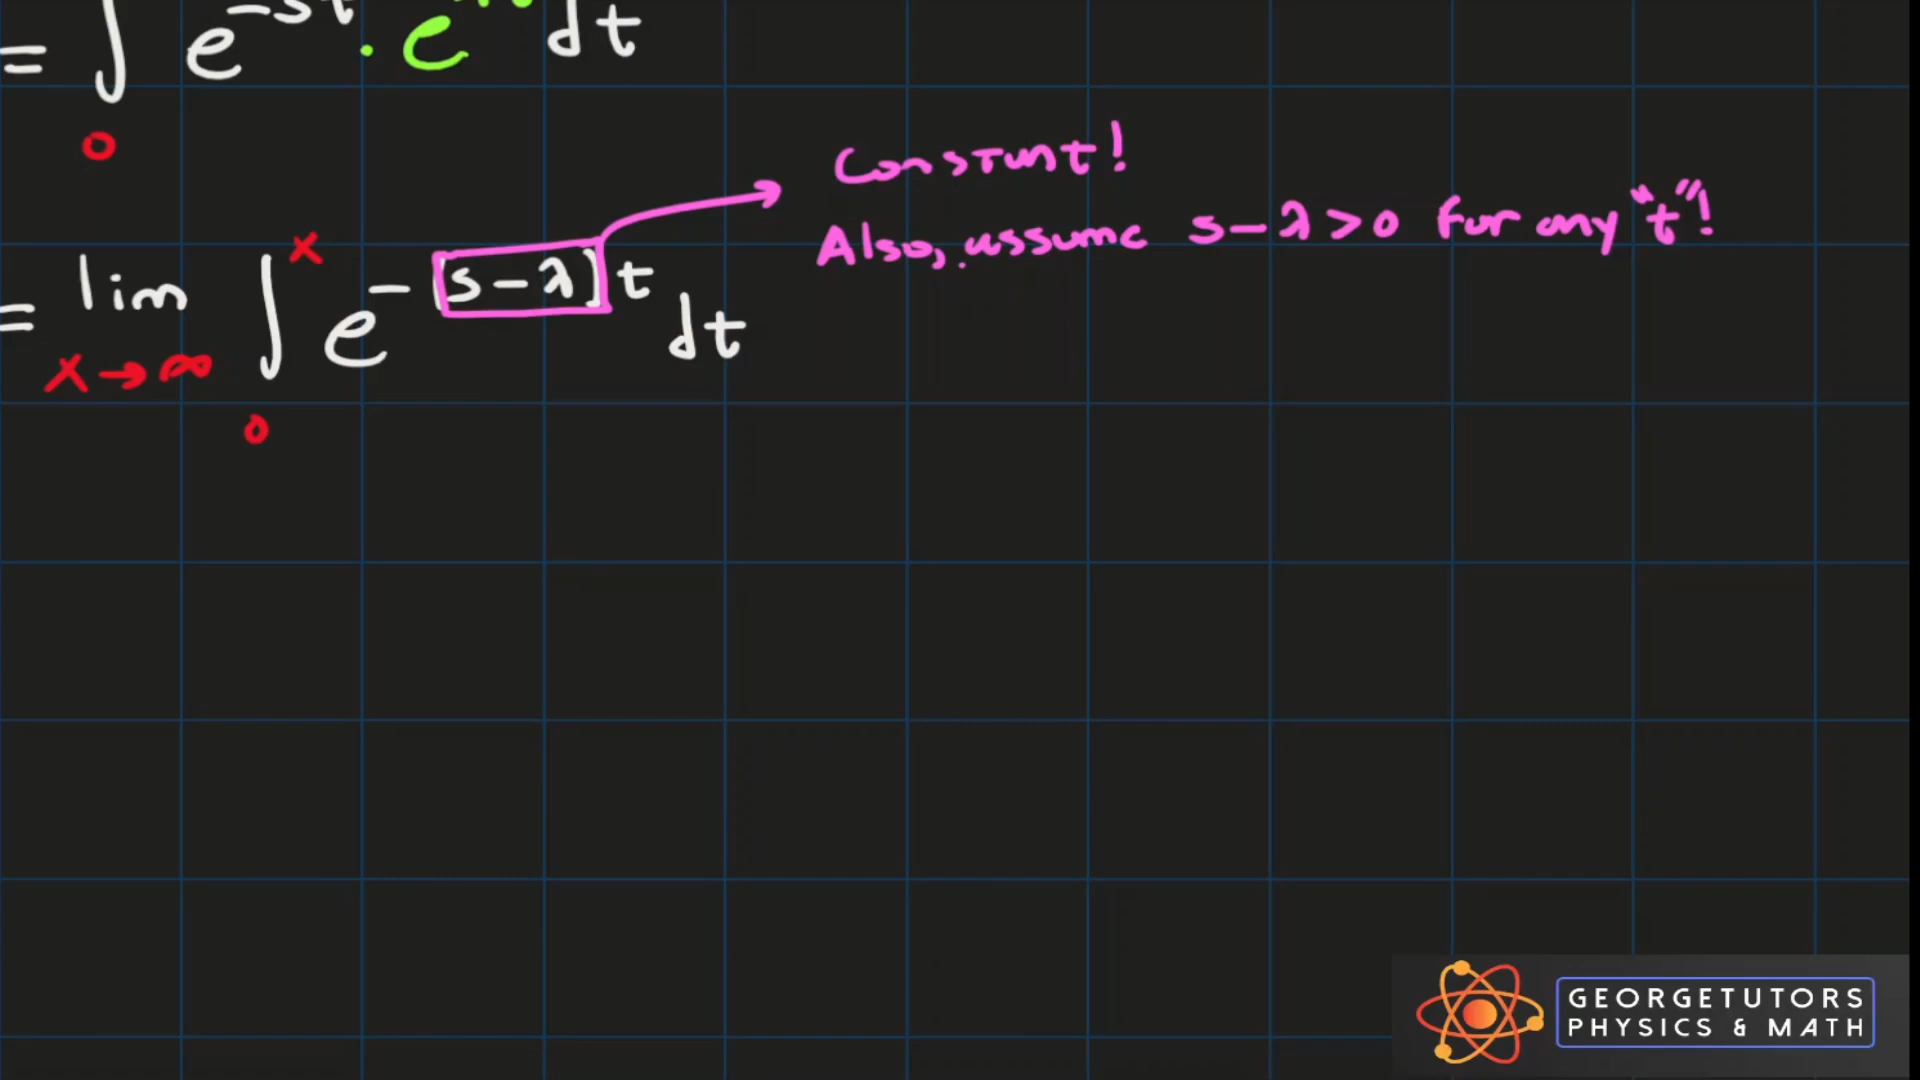 = ∫ e^-st · e dt
0
Constant!
Also, assume s-λ>0 for any "t"!
= lim x→∞ ∫ 0 x e^-[s-λ]t dt
GEORGETUTORS
PHYSICS & MATH